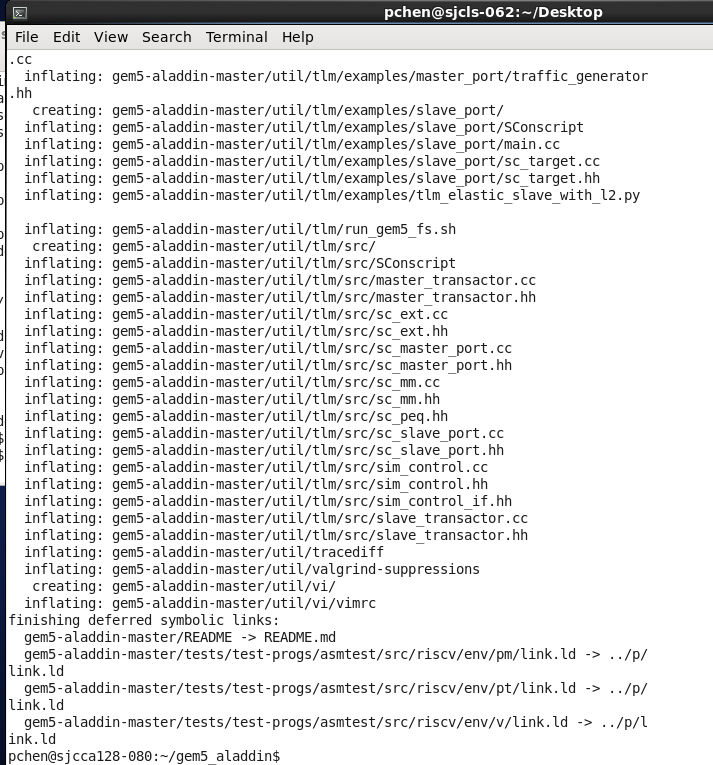 pchen@sjcls-062:~/Desktop
File Edit View Search Terminal Help
.cc
  inflating: gem5-aladdin-master/util/tlm/examples/master_port/traffic_generator
.hh
   creating: gem5-aladdin-master/util/tlm/examples/slave_port/
  inflating: gem5-aladdin-master/util/tlm/examples/slave_port/SConscript
  inflating: gem5-aladdin-master/util/tlm/examples/slave_port/main.cc
  inflating: gem5-aladdin-master/util/tlm/examples/slave_port/sc_target.cc
  inflating: gem5-aladdin-master/util/tlm/examples/slave_port/sc_target.hh
  inflating: gem5-aladdin-master/util/tlm/examples/tlm_elastic_slave_with_l2.py
  inflating: gem5-aladdin-master/util/tlm/run_gem5_fs.sh
   creating: gem5-aladdin-master/util/tlm/src/
  inflating: gem5-aladdin-master/util/tlm/src/SConscript
  inflating: gem5-aladdin-master/util/tlm/src/master_transactor.cc
  inflating: gem5-aladdin-master/util/tlm/src/master_transactor.hh
  inflating: gem5-aladdin-master/util/tlm/src/sc_ext.cc
  inflating: gem5-aladdin-master/util/tlm/src/sc_ext.hh
  inflating: gem5-aladdin-master/util/tlm/src/sc_master_port.cc
  inflating: gem5-aladdin-master/util/tlm/src/sc_master_port.hh
  inflating: gem5-aladdin-master/util/tlm/src/sc_mm.cc
  inflating: gem5-aladdin-master/util/tlm/src/sc_mm.hh
  inflating: gem5-aladdin-master/util/tlm/src/sc_peq.hh
  inflating: gem5-aladdin-master/util/tlm/src/sc_slave_port.cc
  inflating: gem5-aladdin-master/util/tlm/src/sc_slave_port.hh
  inflating: gem5-aladdin-master/util/tlm/src/sim_control.cc
  inflating: gem5-aladdin-master/util/tlm/src/sim_control.hh
  inflating: gem5-aladdin-master/util/tlm/src/sim_control_if.hh
  inflating: gem5-aladdin-master/util/tlm/src/slave_transactor.cc
  inflating: gem5-aladdin-master/util/tlm/src/slave_transactor.hh
  inflating: gem5-aladdin-master/util/tracediff
  inflating: gem5-aladdin-master/util/valgrind-suppressions
   creating: gem5-aladdin-master/util/vi/
  inflating: gem5-aladdin-master/util/vi/vimrc
finishing deferred symbolic links:
  gem5-aladdin-master/README -> README.md
  gem5-aladdin-master/tests/test-progs/asmtest/src/riscv/env/pm/link.ld -> ../p/
link.ld
  gem5-aladdin-master/tests/test-progs/asmtest/src/riscv/env/pt/link.ld -> ../p/
link.ld
  gem5-aladdin-master/tests/test-progs/asmtest/src/riscv/env/v/link.ld -> ../p/l
ink.ld
pchen@sjcca128-080:~/gem5_aladdin$